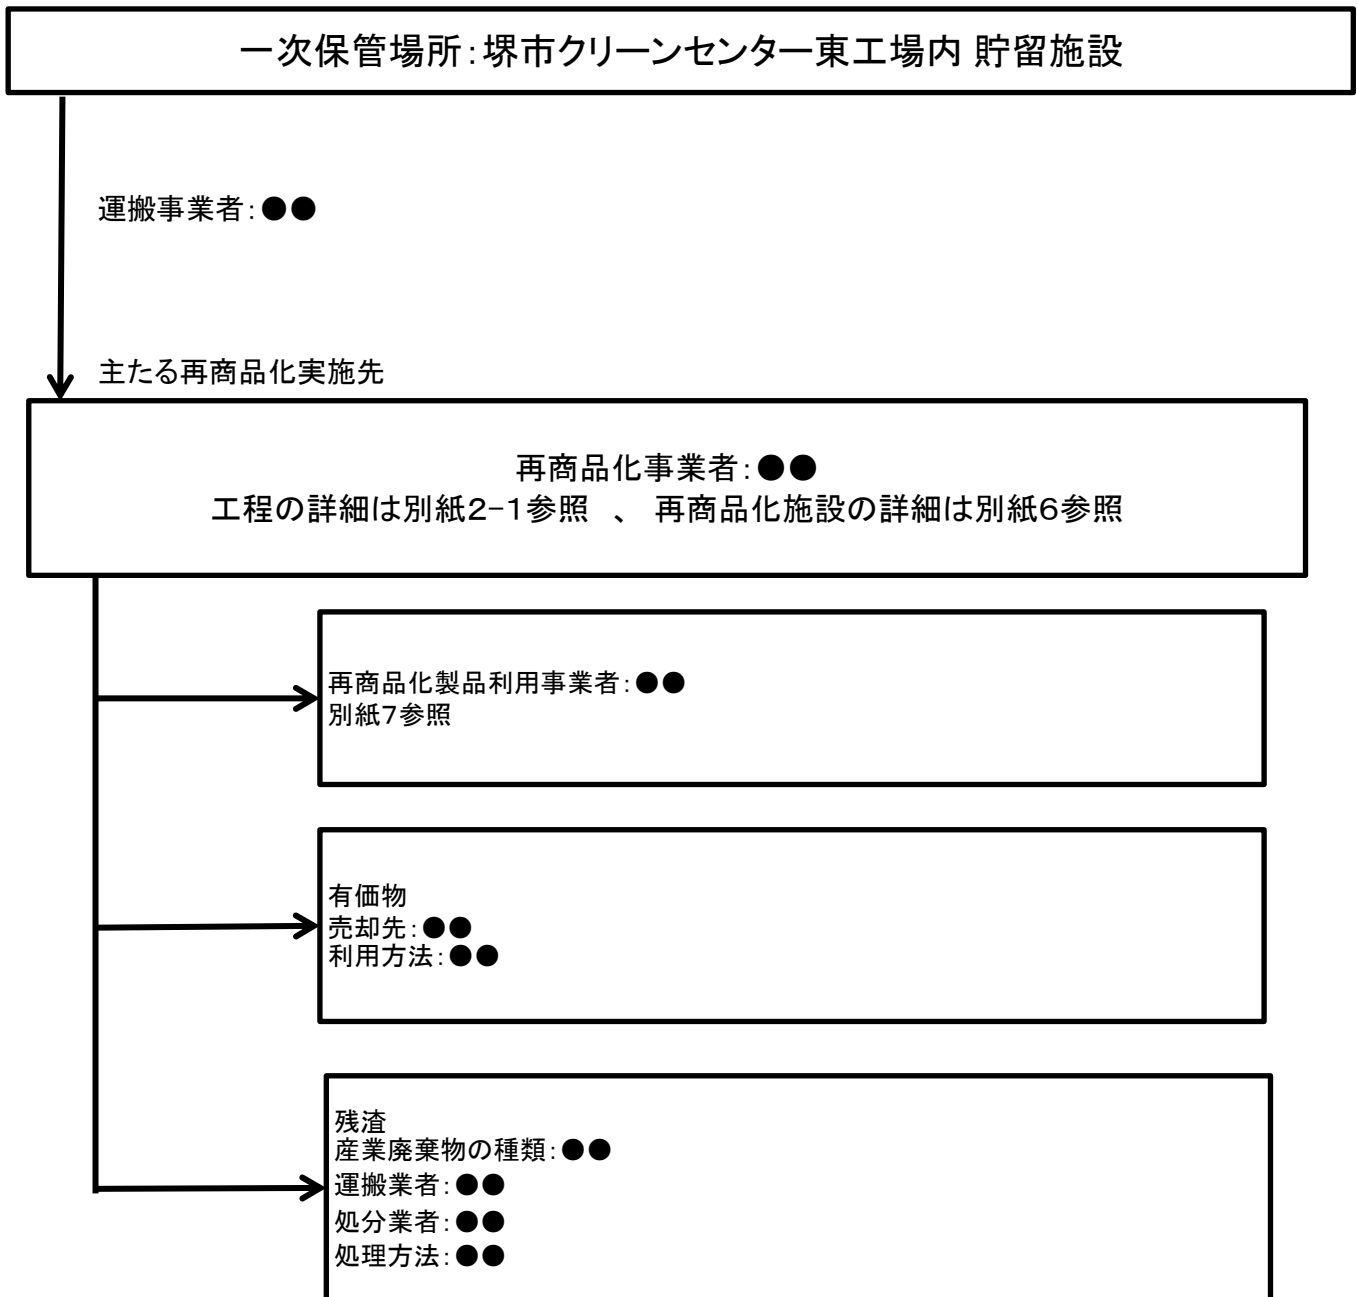 一次保管場所：堺市クリーンセンター東工場内 貯留施設
運搬事業者：●●
主たる再商品化実施先
再商品化事業者：●●
工程の詳細は別紙２−１参照　、　再商品化施設の詳細は別紙６参照
再商品化製品利用事業者：●●
別紙７参照
有価物
売却先：●●
利用方法：●●
残渣
産業廃棄物の種類：●●
運搬業者：●●
処分業者：●●
処理方法：●●